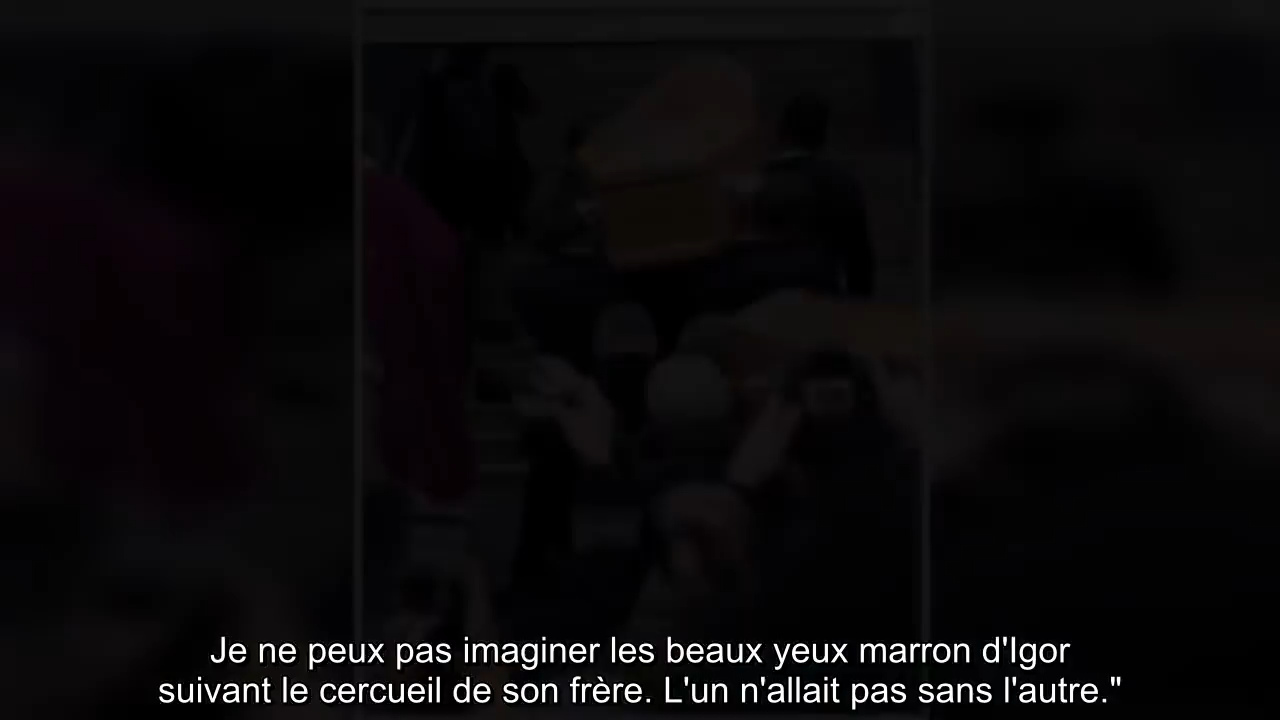 Je ne peux pas imaginer les beaux yeux marron d'Igor
suivant le cercueil de son frère. L'un n'allait pas sans l'autre."